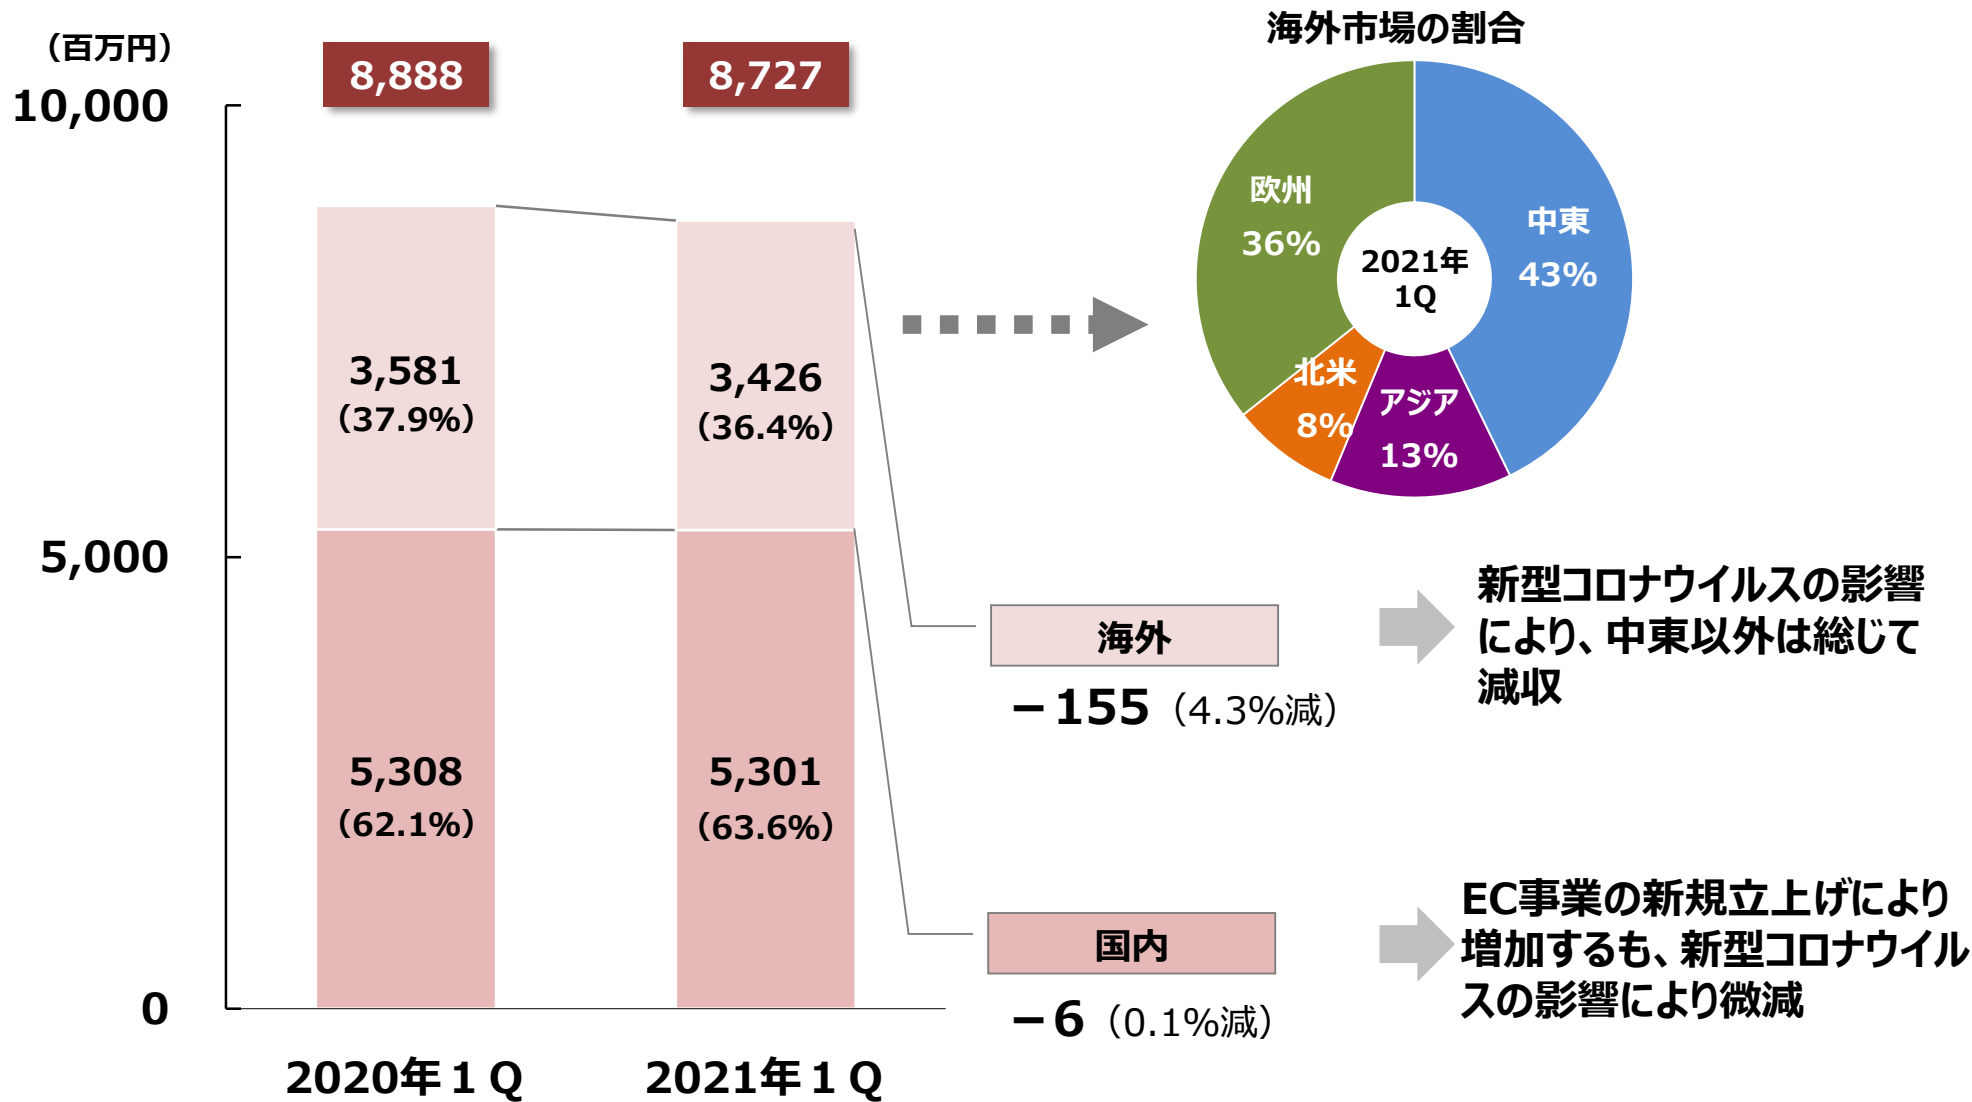 （百万円）
10,000
5,000
0
8,888
8,727
3,581
（37.9%）
3,426
（36.4%）
5,308
（62.1%）
5,301
（63.6%）
2020年１Ｑ
2021年１Ｑ
海外市場の割合
欧州
36%
中東
43%
2021年
1Q
北米
8%
アジア
13%
海外
－155（4.3%減）
新型コロナウイルスの影響
により、中東以外は総じて
減収
国内
－6（0.1%減）
EC事業の新規立上げにより
増加するも、新型コロナウイル
スの影響により微減